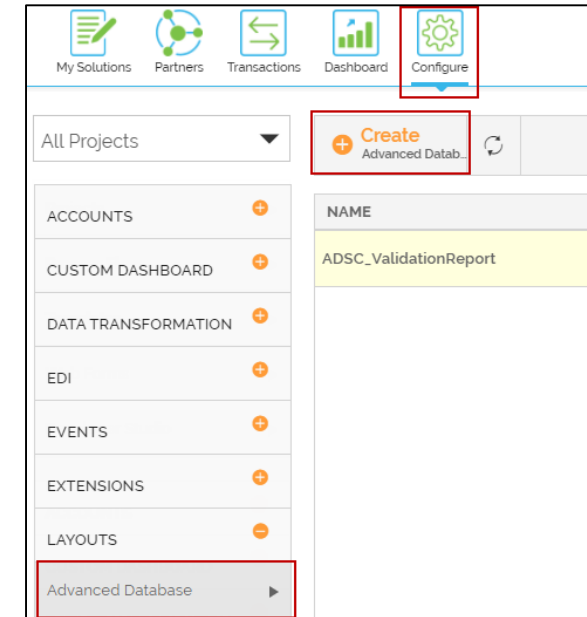 My Solutions Partners Transactions Dashboard Configure
All Projects
Create
Advanced Datab...
ACCOUNTS
CUSTOM DASHBOARD
DATA TRANSFORMATION
EDI
EVENTS
EXTENSIONS
LAYOUTS
Advanced Database
NAME
ADSC_ValidationReport